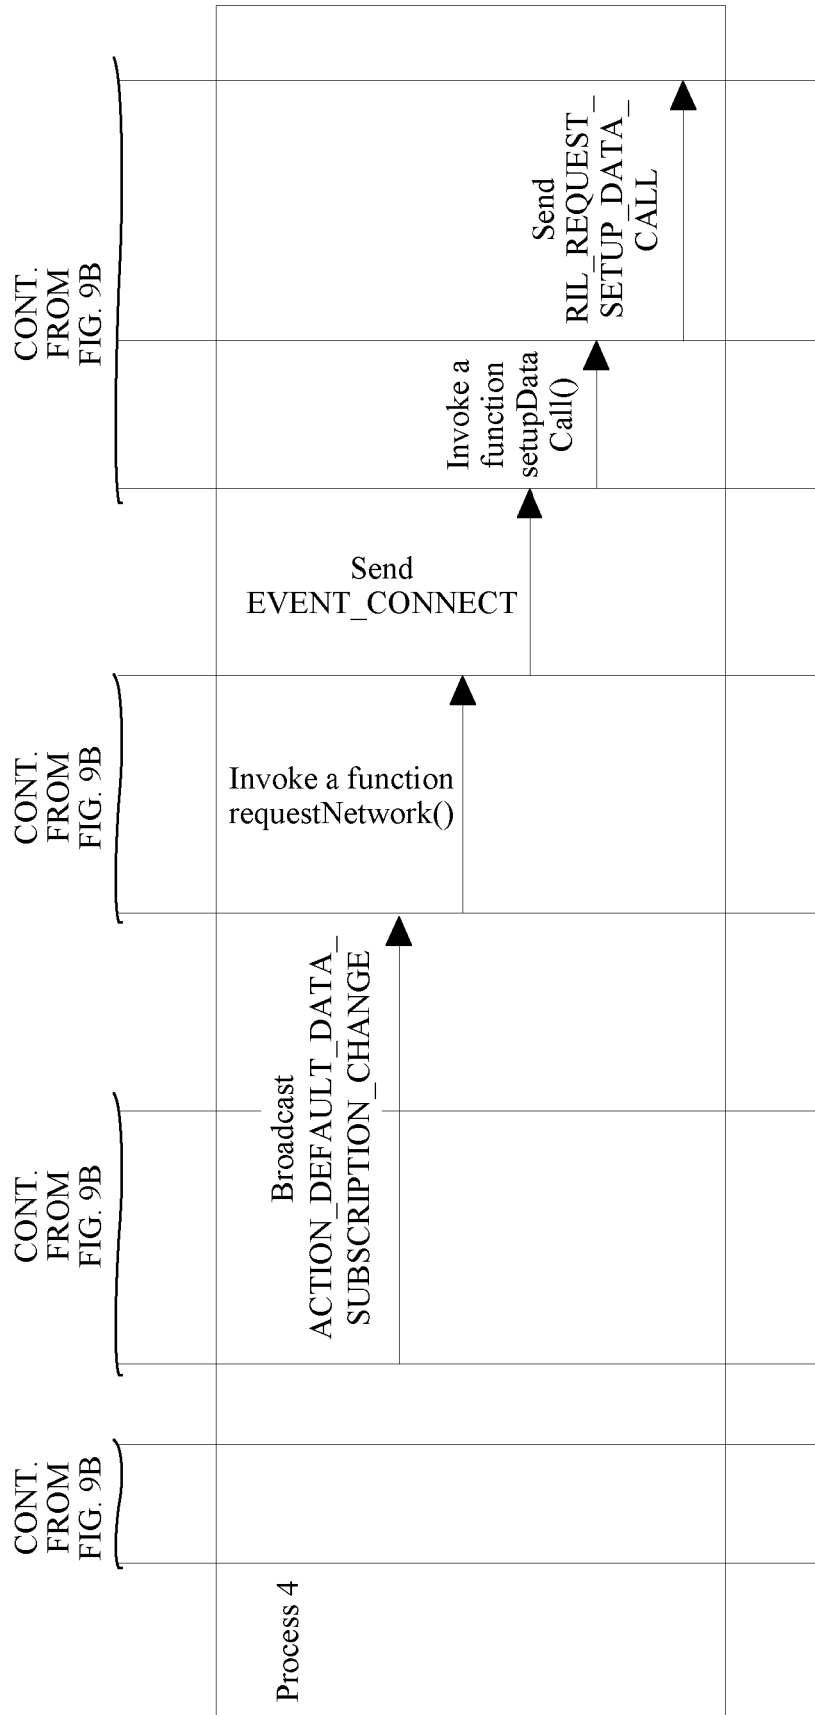 CONT.
FROM
FIG. 9B
CONT.
FROM
FIG. 9B
CONT.
FROM
FIG. 9B
CONT.
FROM
FIG. 9B
Process 4
Broadcast
ACTION_DEFAULT_DATA_
SUBSCRIPTION_CHANGE
Invoke a function
requestNetwork()
Send
EVENT_CONNECT
Invoke a
function
setupData
Call()
Send
RIL_REQUEST_
SETUP_DATA_
CALL